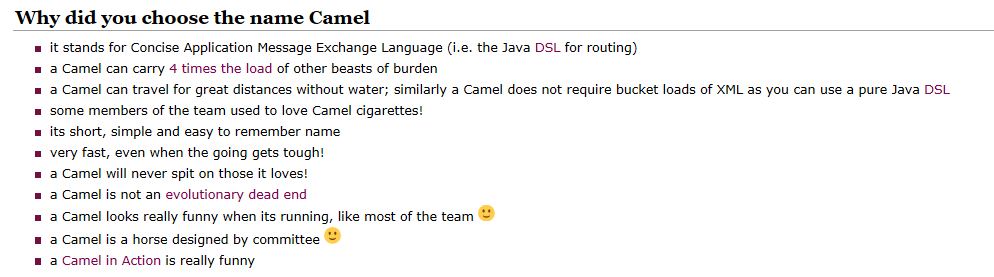 Why did you choose the name Camel
it stands for Concise Application Message Exchange Language (i.e. the Java DSL for routing)
a Camel can carry 4 times the load of other beasts of burden
a Camel can travel for great distances without water; similarly a Camel does not require bucket loads of XML as you can use a pure Java DSL
some members of the team used to love Camel cigarettes!
its short, simple and easy to remember name
very fast, even when the going gets tough!
a Camel will never spit on those it loves!
a Camel is not an evolutionary dead end
a Camel looks really funny when its running, like most of the team 🙂
a Camel is a horse designed by committee 🙂
a Camel in Action is really funny